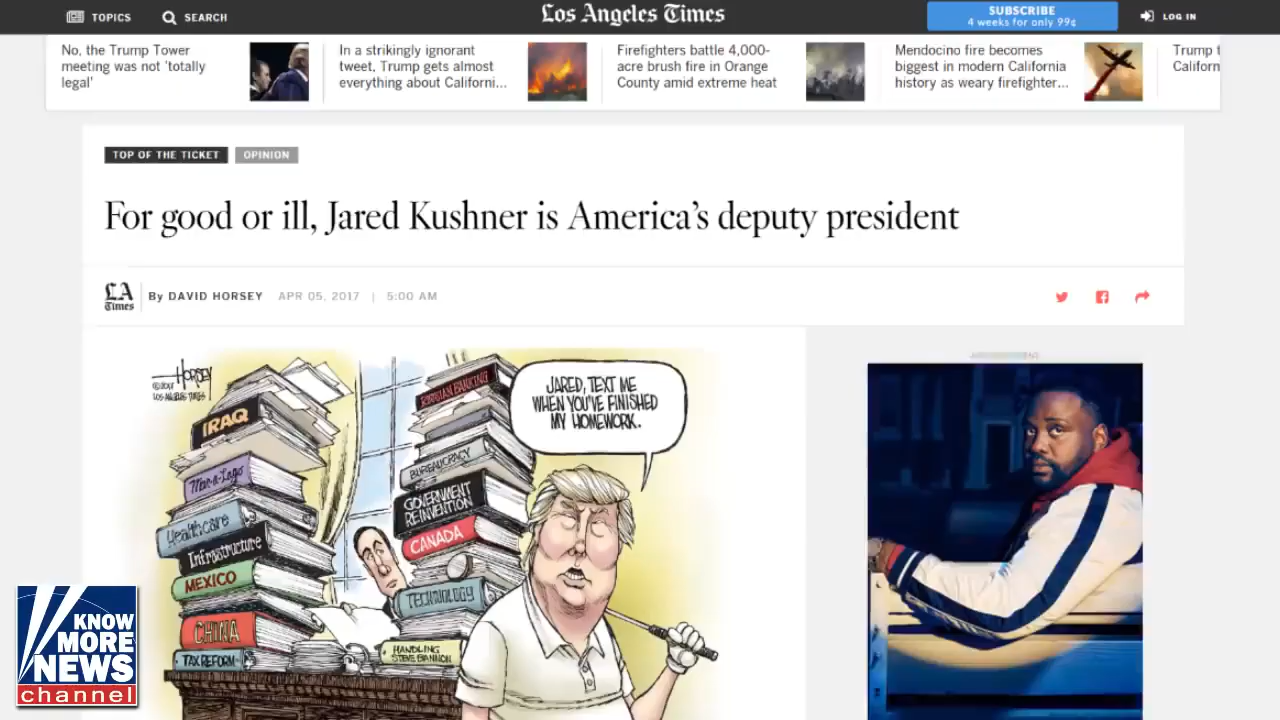 TOPICS
SEARCH
Los Angeles Times
SUBSCRIBE
4 weeks for only 99¢
LOG IN
No, the Trump Tower
meeting was not 'totally
legal'
In a strikingly ignorant
tweet, Trump gets almost
everything about Californi...
Firefighters battle 4,000-
acre brush fire in Orange
County amid extreme heat
Mendocino fire becomes
biggest in modern California
history as weary firefighter...
Trump t
Californ
TOP OF THE TICKET
OPINION
For good or ill, Jared Kushner is America's deputy president
LA
Times
By DAVID HORSEY
APR 05, 2017 | 5:00 AM
HORSEY
©2017
LOS ANGELES TIMES
IRAQ
Mar-a-Lago
Healthcare
Infrastructure
MEXICO
CHINA
TAX REFORM
BUREAUCRACY
GOVERNMENT
REINVENTION
CANADA
TECHNOLOGY
HANDLING
STEVE BANNON
JARED, TEXT ME
WHEN YOU'VE FINISHED
MY HOMEWORK.
KNOW
MORE
NEWS
channel